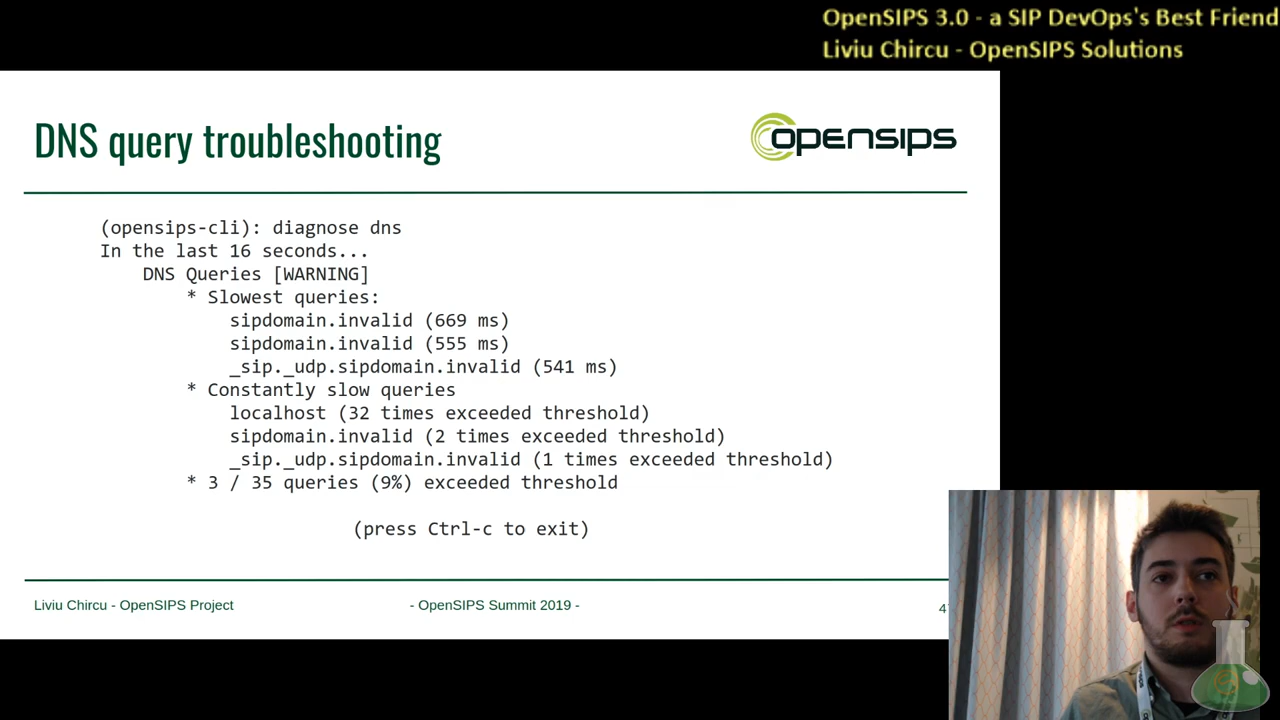 OpenSIPS 3.0 - a SIP DevOps's Best Friend
Liviu Chircu - OpenSIPS Solutions
DNS query troubleshooting
opensips
(opensips-cli): diagnose dns
In the last 16 seconds...
DNS Queries [WARNING]
* Slowest queries:
sipdomain.invalid (669 ms)
sipdomain.invalid (555 ms)
_sip._udp.sipdomain.invalid (541 ms)
* Constantly slow queries
localhost (32 times exceeded threshold)
sipdomain.invalid (2 times exceeded threshold)
_sip._udp.sipdomain.invalid (1 times exceeded threshold)
* 3 / 35 queries (9%) exceeded threshold
(press Ctrl-c to exit)
Liviu Chircu - OpenSIPS Project
- OpenSIPS Summit 2019 -